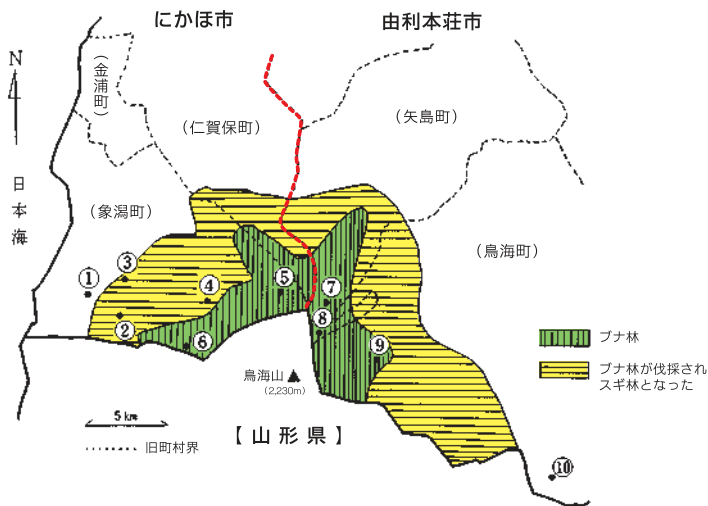 にかほ市
由利本荘市
N
（金浦町）
（仁賀保町）
（矢島町）
日本海
（象潟町）
（鳥海町）
①
③
④
⑤
⑦
②
⑥
⑧
⑨
⑩
ブナ林
ブナ林が伐採され
スギ林となった
鳥海山
(2,230m)
5km
旧町村界
【山形県】